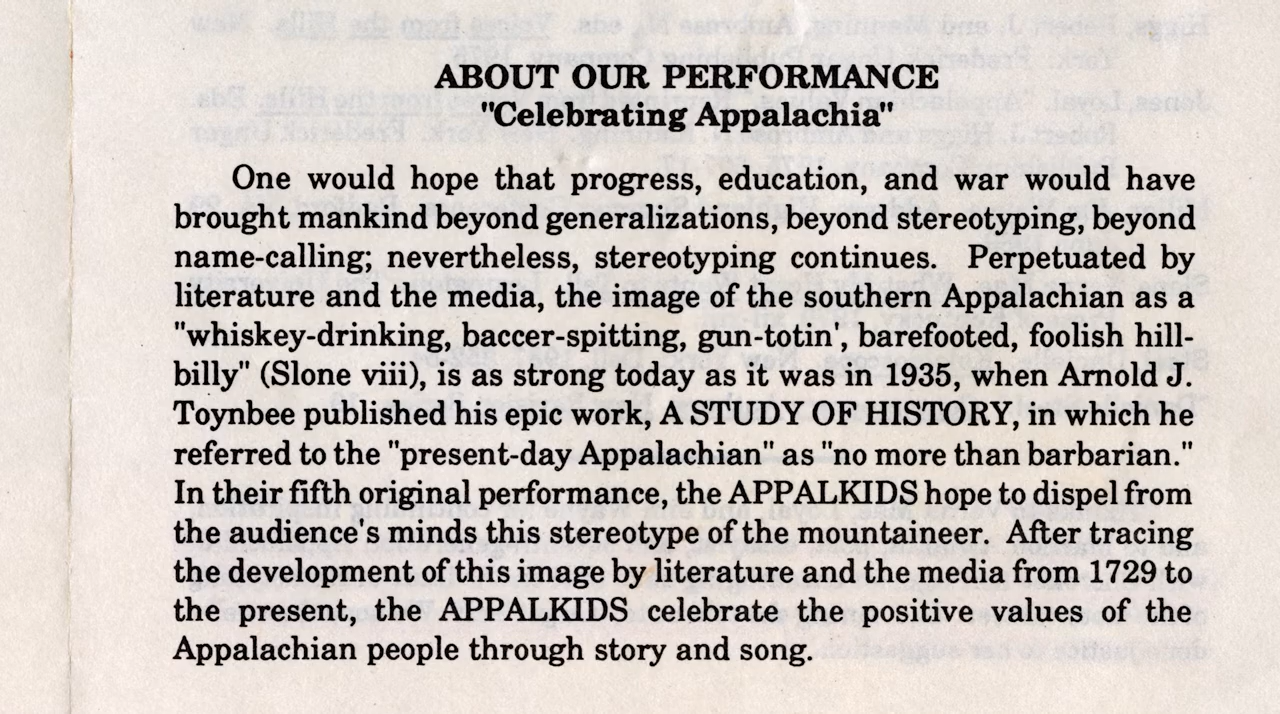 ABOUT OUR PERFORMANCE
"Celebrating Appalachia"
One would hope that progress, education, and war would have
brought mankind beyond generalizations, beyond stereotyping, beyond
name-calling; nevertheless, stereotyping continues. Perpetuated by
literature and the media, the image of the southern Appalachian as a
"whiskey-drinking, baccer-spitting, gun-totin', barefooted, foolish hill-
billy" (Slone viii), is as strong today as it was in 1935, when Arnold J.
Toynbee published his epic work, A STUDY OF HISTORY, in which he
referred to the "present-day Appalachian" as "no more than barbarian."
In their fifth original performance, the APPALKIDS hope to dispel from
the audience's minds this stereotype of the mountaineer. After tracing
the development of this image by literature and the media from 1729 to
the present, the APPALKIDS celebrate the positive values of the
Appalachian people through story and song.